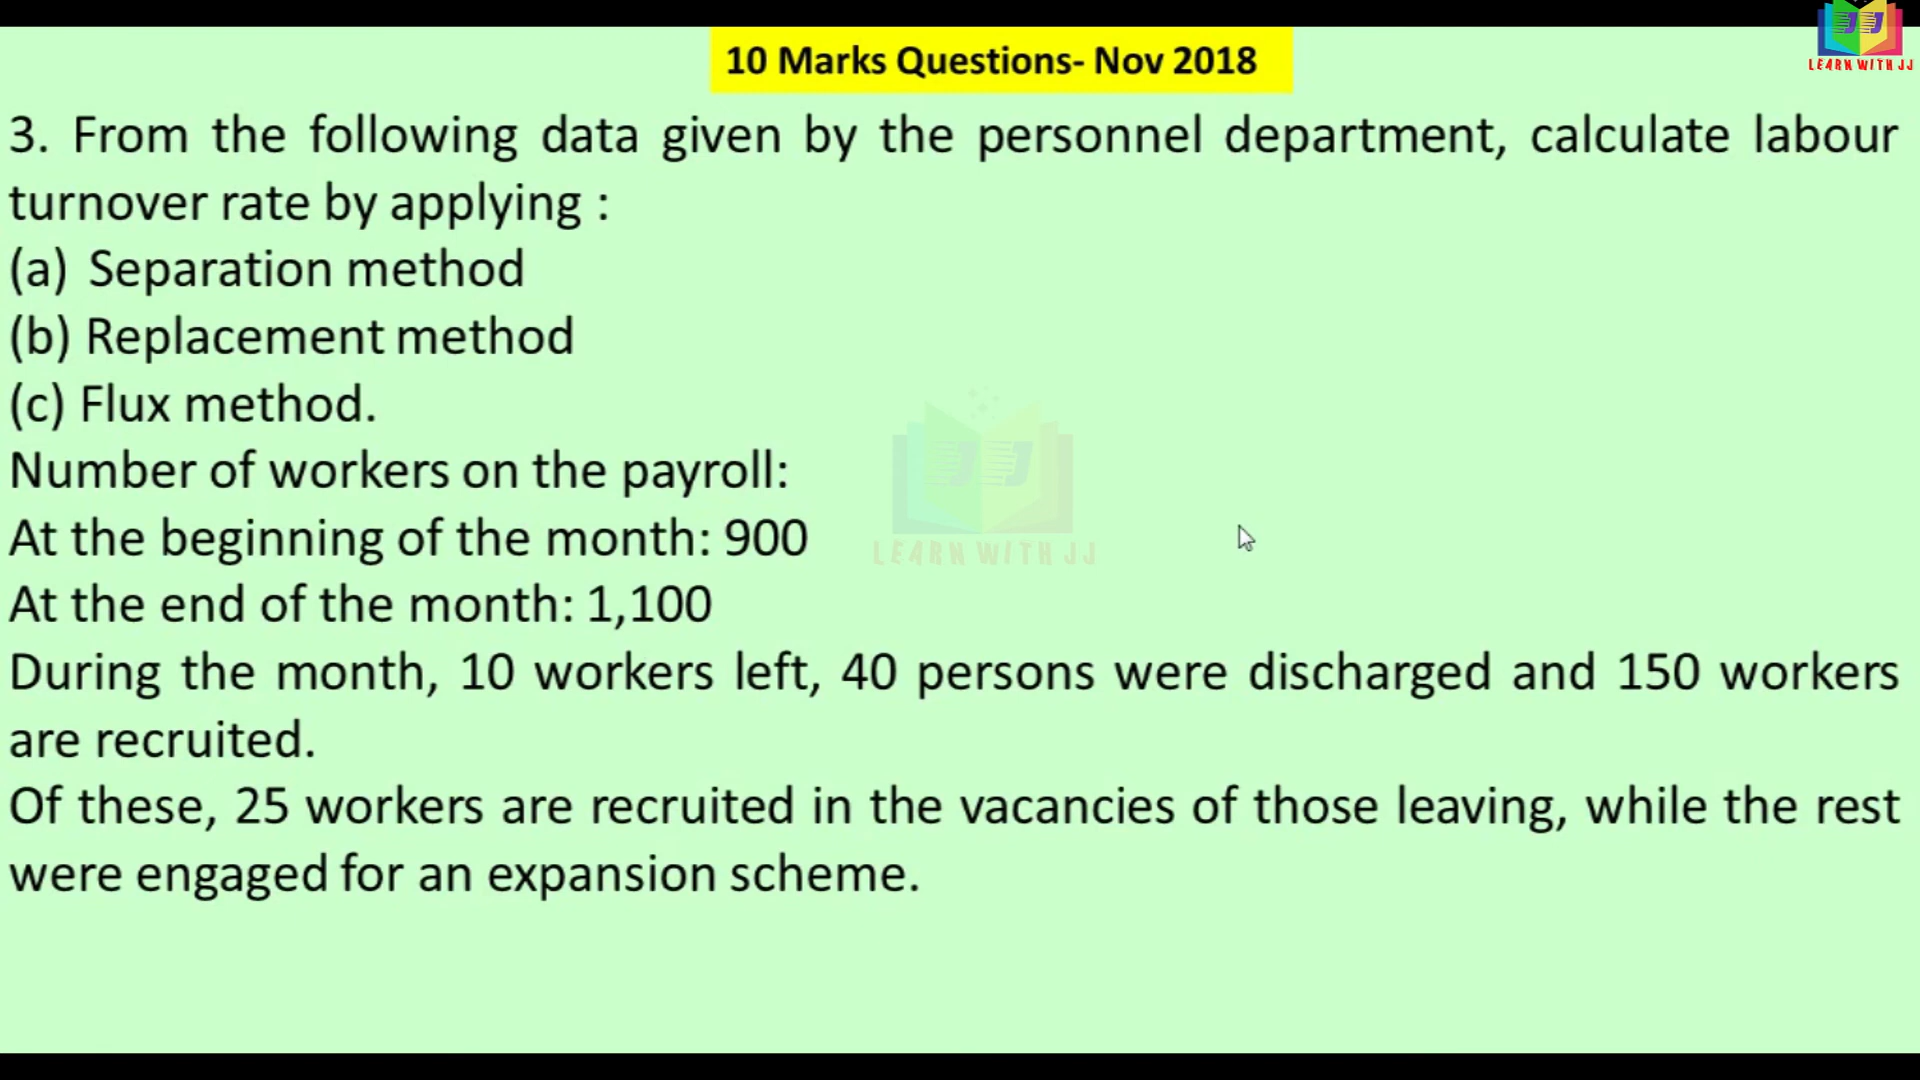 10 Marks Questions- Nov 2018
LEARN WITH JJ
3. From the following data given by the personnel department, calculate labour
turnover rate by applying :
(a) Separation method
(b) Replacement method
(c) Flux method.
Number of workers on the payroll:
At the beginning of the month: 900
LEARN WITH JJ
At the end of the month: 1,100
During the month, 10 workers left, 40 persons were discharged and 150 workers
are recruited.
Of these, 25 workers are recruited in the vacancies of those leaving, while the rest
were engaged for an expansion scheme.